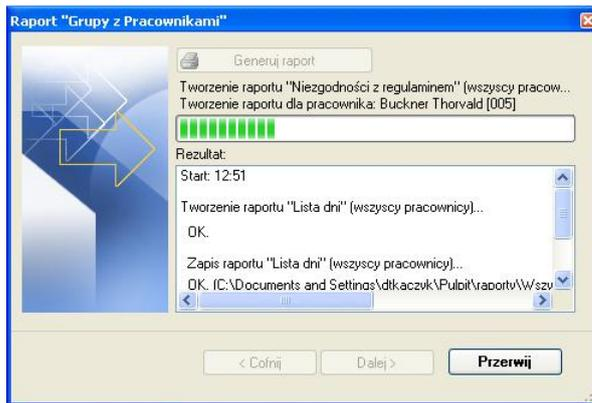 Raport "Grupy z Pracownikami"
Generuj raport
Tworzenie raportu "Niezgodności z regulaminem" (wszyscy pracow...
Tworzenie raportu dla pracownika: Buckner Thorvald [005]
Rezultat:
Start: 12:51
Tworzenie raportu "Lista dni" (wszyscy pracownicy)...
OK.
Zapis raportu "Lista dni" (wszyscy pracownicy)...
OK. (C:\Documents and Settings\dtkaczyk\Pulpit\raporty\Wszy
< Cofnij
Dalej >
Przerwij